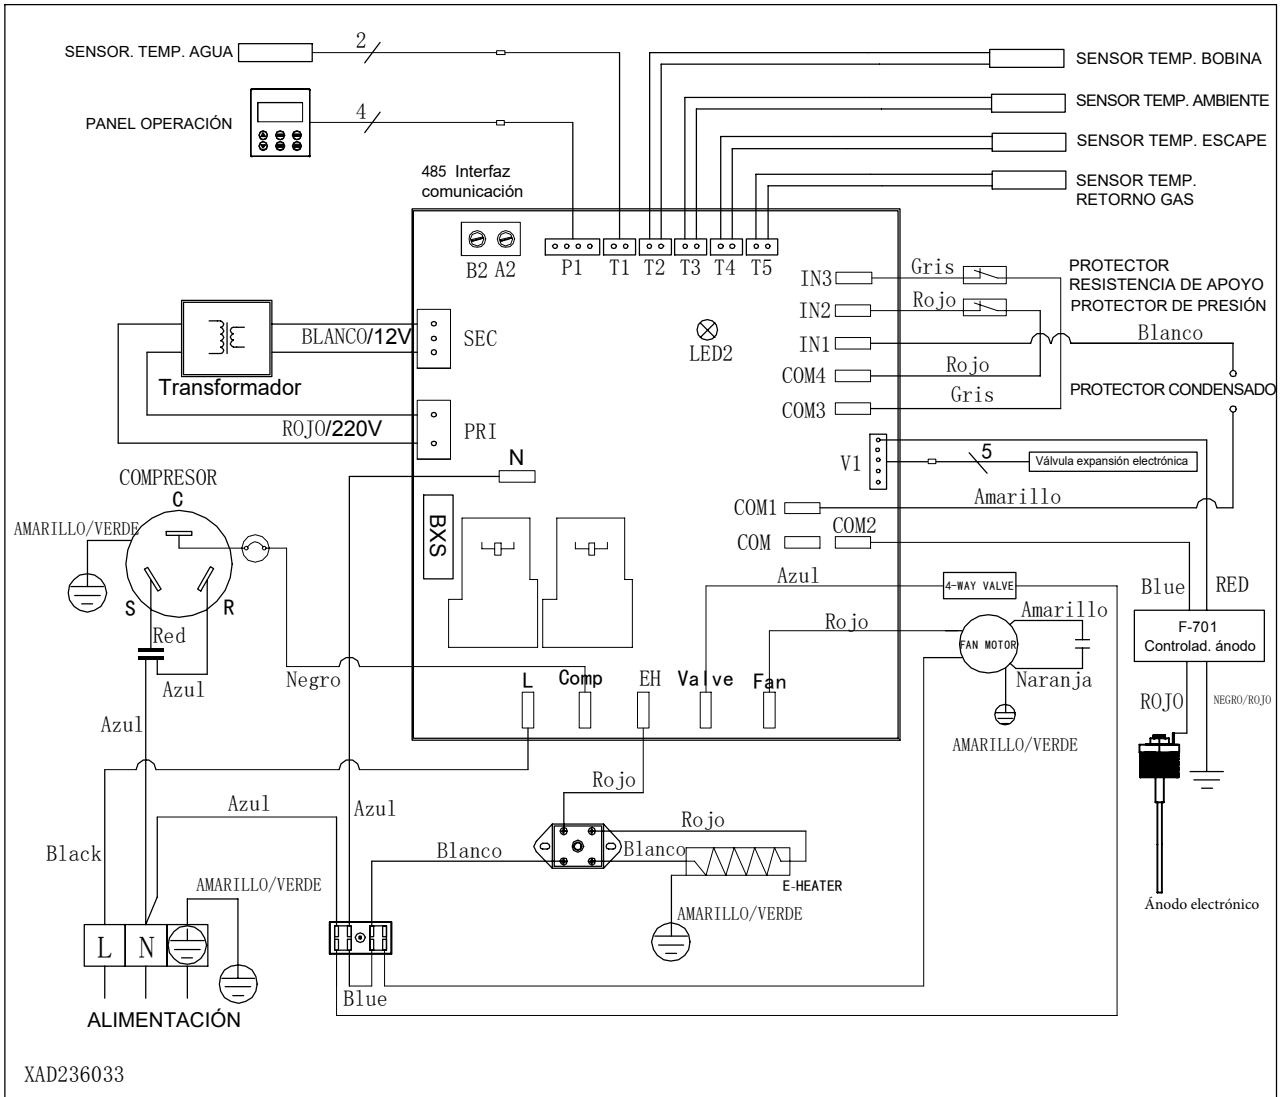 SENSOR. TEMP. AGUA
2
SENSOR TEMP. BOBINA
PANEL OPERACIÓN
4
SENSOR TEMP. AMBIENTE
SENSOR TEMP. ESCAPE
SENSOR TEMP.
RETORNO GAS
485 Interfaz
comunicación
B2 A2
P1
T1
T2
T3
T4
T5
IN3
Gris
PROTECTOR
RESISTENCIA DE APOYO
IN2
Rojo
PROTECTOR DE PRESIÓN
IN1
Blanco
BLANCO/12V
SEC
LED2
COM4
Rojo
Transformador
COM3
Gris
PROTECTOR CONDENSADO
ROJO/220V
PRI
N
V1
5
Válvula expansión electrónica
COMPRESOR
C
AMARILLO/VERDE
BXS
COM1
Amarillo
COM
COM2
S
R
Azul
4-WAY VALVE
Blue
RED
Red
Rojo
Amarillo
FAN MOTOR
F-701
Controlad. ánodo
Azul
Negro
L
Comp
EH
Valve
Fan
Naranja
ROJO
NEGRO/ROJO
Azul
AMARILLO/VERDE
Rojo
Azul
Azul
Rojo
Black
Blanco
Blanco
AMARILLO/VERDE
E-HEATER
AMARILLO/VERDE
Ánodo electrónico
L
N
Blue
ALIMENTACIÓN
XAD236033